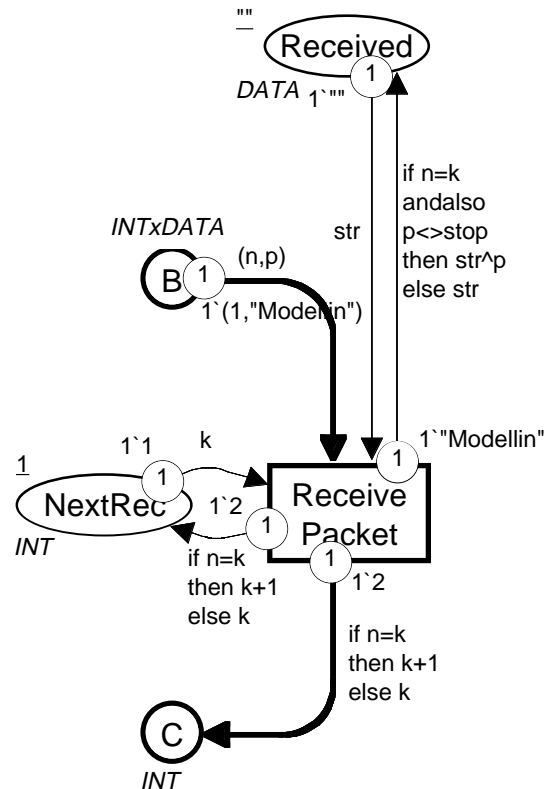 ""
Received
1
DATA
1`""
if n=k
andalso
p<>stop
then str^p
else str
str
INTxDATA
(n,p)
B
1
1`(1,"Modellin")
1`"Modellin"
1
1`1
k
1
1
NextRec
INT
1`2
1
if n=k
then k+1
else k
Receive
Packet
1
1`2
if n=k
then k+1
else k
C
INT